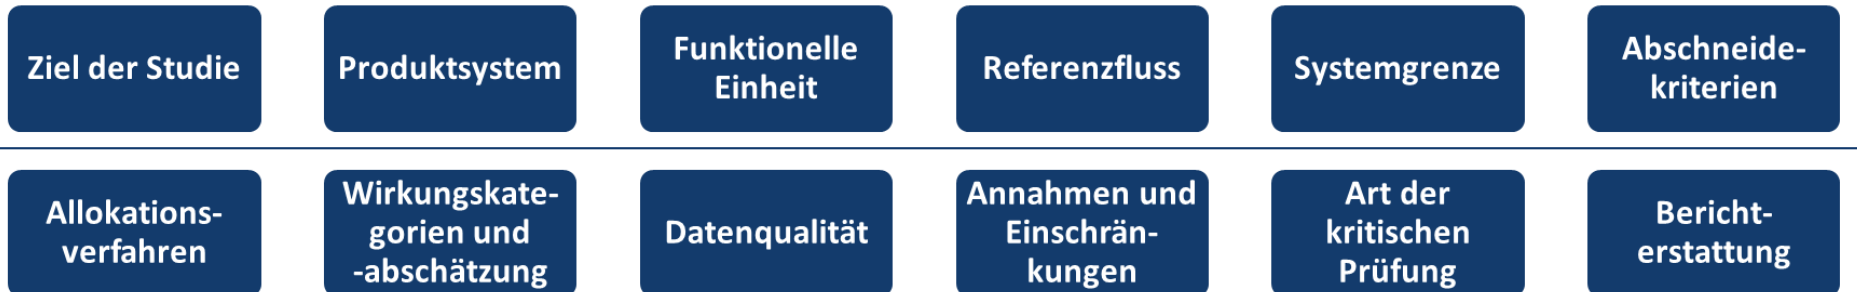 Ziel der Studie
Produktsystem
Funktionelle
Einheit
Referenzfluss
Systemgrenze
Abschneide-
kriterien
Allokations-
verfahren
Wirkungskate-
gorien und
-abschätzung
Datenqualität
Annahmen und
Einschrän-
kungen
Art der
kritischen
Prüfung
Bericht-
erstattung